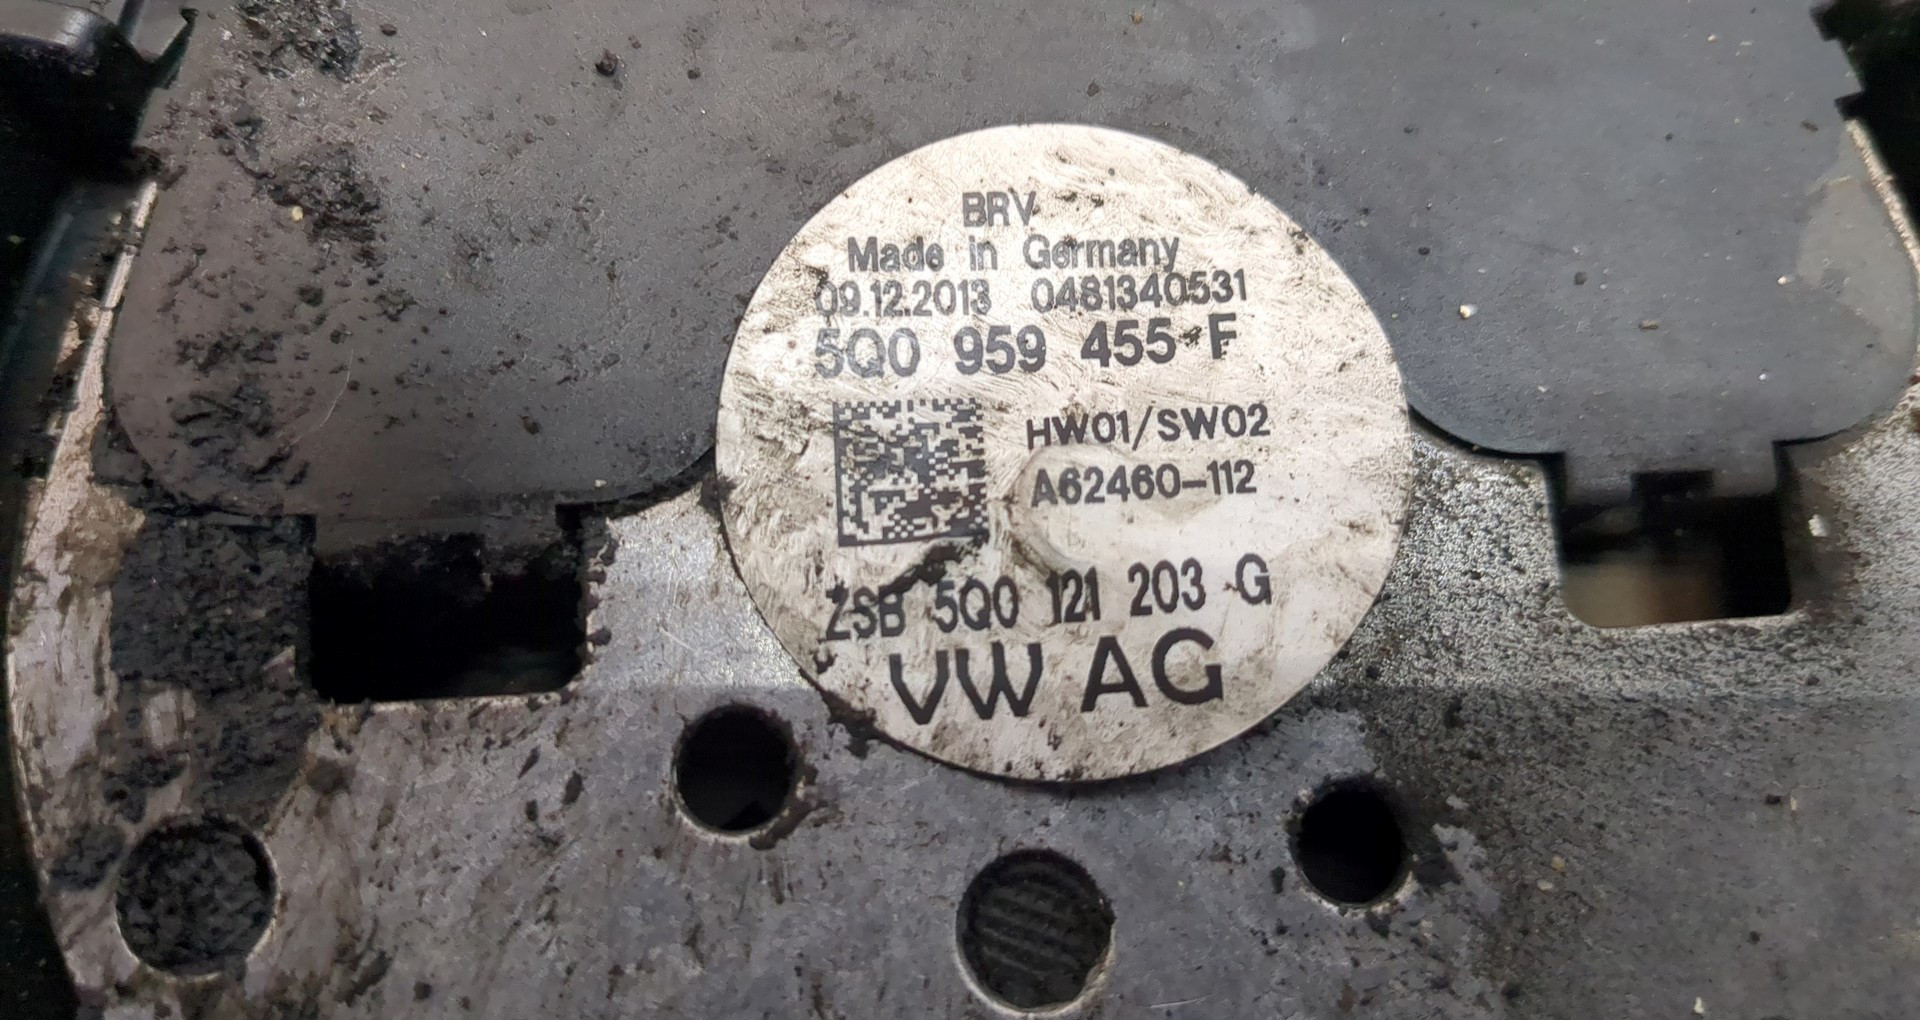 BRV
Made in Germany
09.12.2013 0481340531
5Q0 959 455 F
HW01/SW02
A62460-112
ZSB 5Q0 121 203 G
VW AG